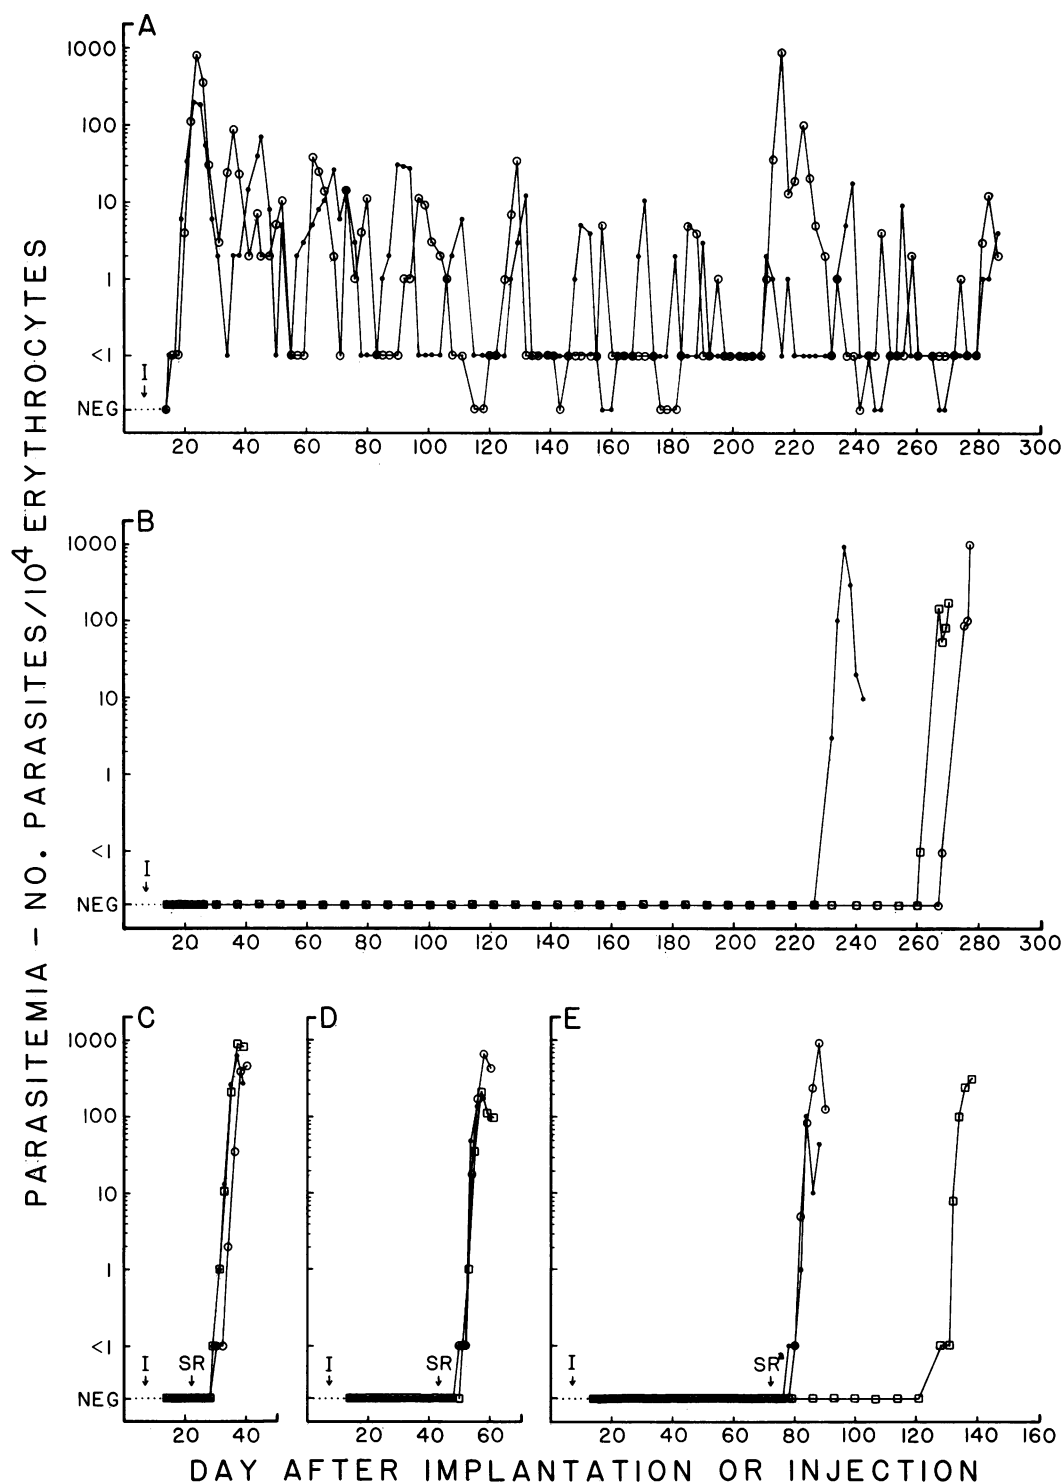 PARASITEMIA – NO. PARASITES/10⁴ ERYTHROCYTES
A
1000
100
10
1
<1
NEG
I
20 40 60 80 100 120 140 160 180 200 220 240 260 280 300
B
1000
100
10
1
<1
NEG
I
20 40 60 80 100 120 140 160 180 200 220 240 260 280 300
C
1000
100
10
1
<1
NEG
I
SR
20 40
D
I
SR
20 40 60
E
I
SR
20 40 60 80 100 120 140 160
DAY AFTER IMPLANTATION OR INJECTION